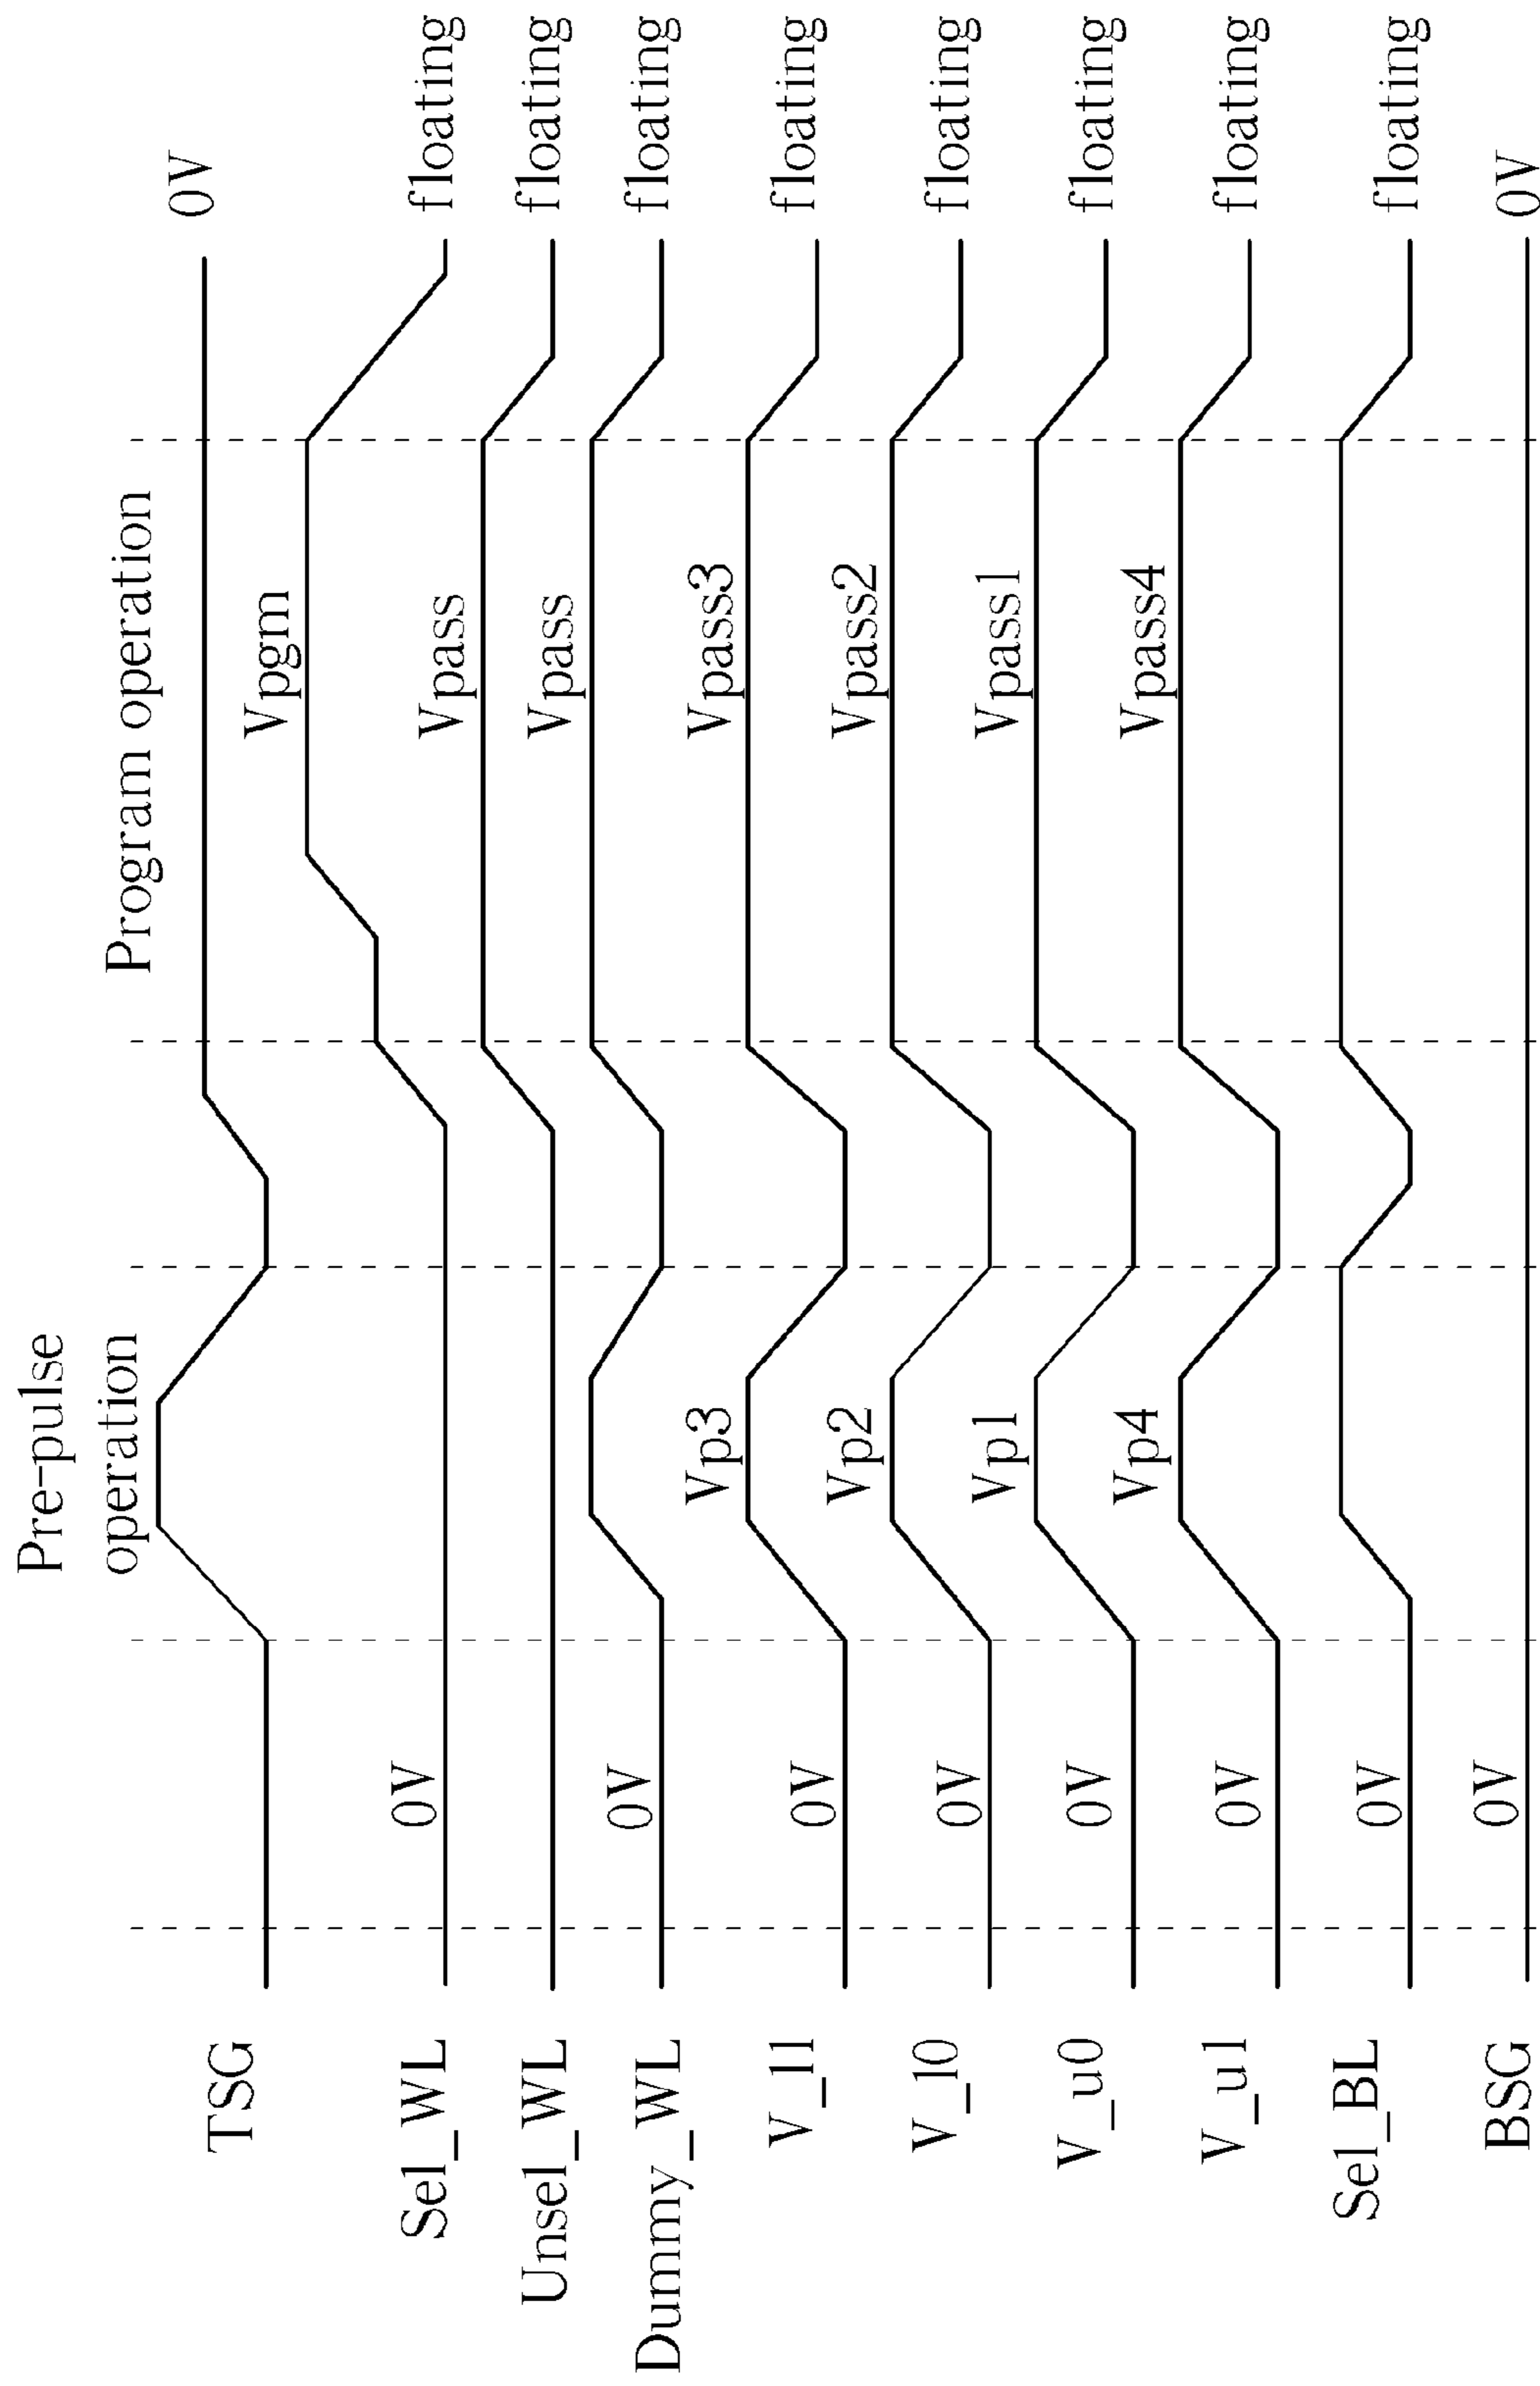 Pre-pulse
operation
Program operation
TSG
0V
Sel_WL
0V
Vpgm
floating
Unsel_WL
Vpass
floating
Dummy_WL
0V
Vpass
floating
V_l1
0V
Vp3
Vpass3
floating
V_l0
0V
Vp2
Vpass2
floating
V_u0
0V
Vp1
Vpass1
floating
V_u1
0V
Vp4
Vpass4
floating
Sel_BL
0V
floating
BSG
0V
0V